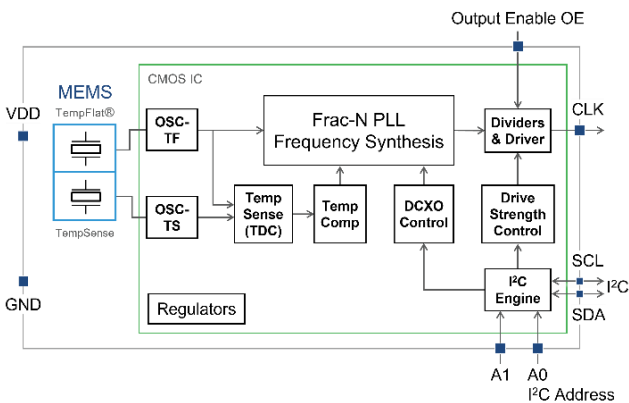 Output Enable OE
CMOS IC
MEMS
TempFlat®
VDD
OSC-
TF
Frac-N PLL
Frequency Synthesis
Dividers
& Driver
CLK
OSC-
TS
Temp
Sense
(TDC)
Temp
Comp
DCXO
Control
Drive
Strength
Control
TempSense
SCL
I²C
Engine
I²C
GND
Regulators
SDA
A1
A0
I²C Address